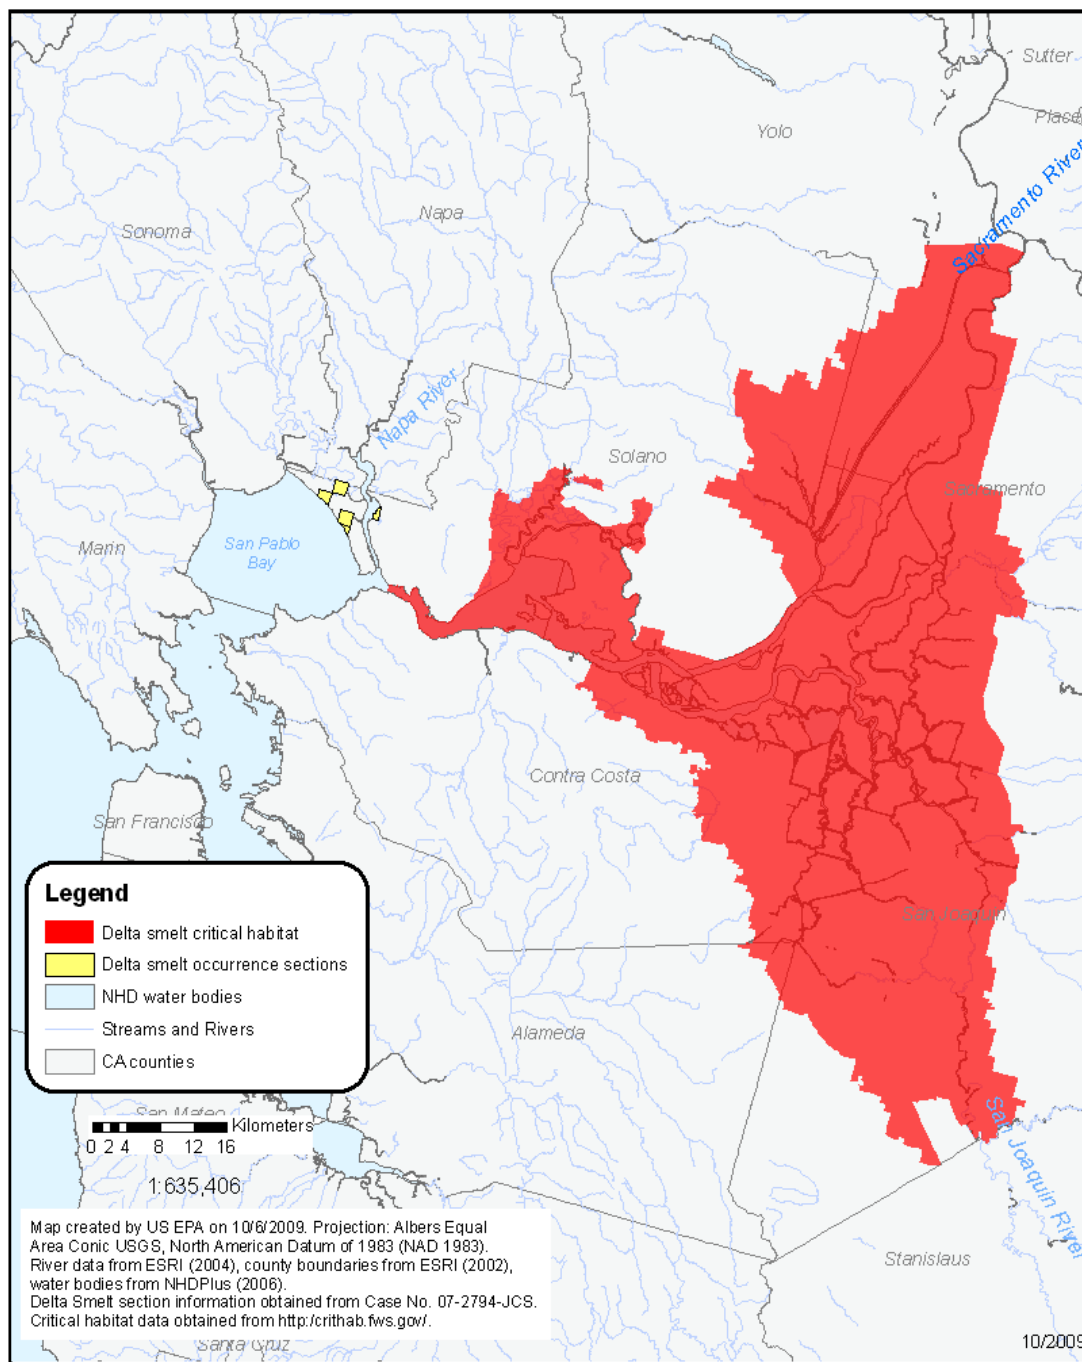 Sutter
Place
Yolo
Sacramento River
Napa
Sonoma
Napa River
Solano
Sacramento
San Pablo
Bay
Marin
Contra Costa
San Francisco
San Joaquin
Legend
Delta smelt critical habitat
Delta smelt occurrence sections
NHD water bodies
Streams and Rivers
CA counties
Alameda
San Mateo
Kilometers
0 2 4 8 12 16
1:635,406
San Joaquin River
Map created by US EPA on 10/6/2009. Projection: Albers Equal
Area Conic USGS, North American Datum of 1983 (NAD 1983).
River data from ESRI (2004), county boundaries from ESRI (2002),
water bodies from NHDPlus (2006).
Delta Smelt section information obtained from Case No. 07-2794-JCS.
Critical habitat data obtained from http:/crithab.fws.gov/.
Stanislaus
Santa Cruz
10/2009